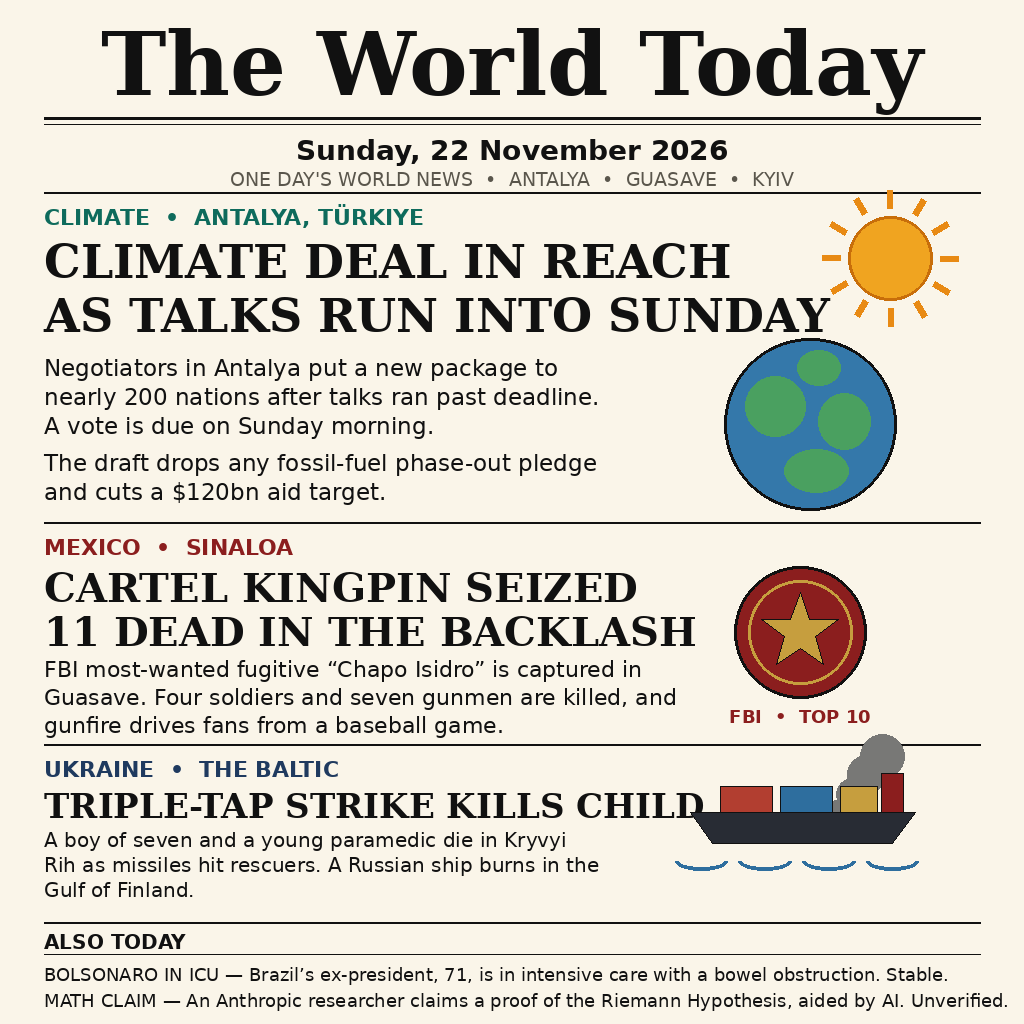 The World Today
Sunday, 22 November 2026
ONE DAY'S WORLD NEWS • ANTALYA • GUASAVE • KYIV
CLIMATE • ANTALYA, TÜRKIYE
CLIMATE DEAL IN REACH
AS TALKS RUN INTO SUNDAY
Negotiators in Antalya put a new package to
nearly 200 nations after talks ran past deadline.
A vote is due on Sunday morning.
The draft drops any fossil-fuel phase-out pledge
and cuts a $120bn aid target.
MEXICO • SINALOA
CARTEL KINGPIN SEIZED
11 DEAD IN THE BACKLASH
FBI most-wanted fugitive “Chapo Isidro” is captured in
Guasave. Four soldiers and seven gunmen are killed, and
gunfire drives fans from a baseball game.
FBI • TOP 10
UKRAINE • THE BALTIC
TRIPLE-TAP STRIKE KILLS CHILD
A boy of seven and a young paramedic die in Kryvyi
Rih as missiles hit rescuers. A Russian ship burns in the
Gulf of Finland.
ALSO TODAY
BOLSONARO IN ICU — Brazil’s ex-president, 71, is in intensive care with a bowel obstruction. Stable.
MATH CLAIM — An Anthropic researcher claims a proof of the Riemann Hypothesis, aided by AI. Unverified.